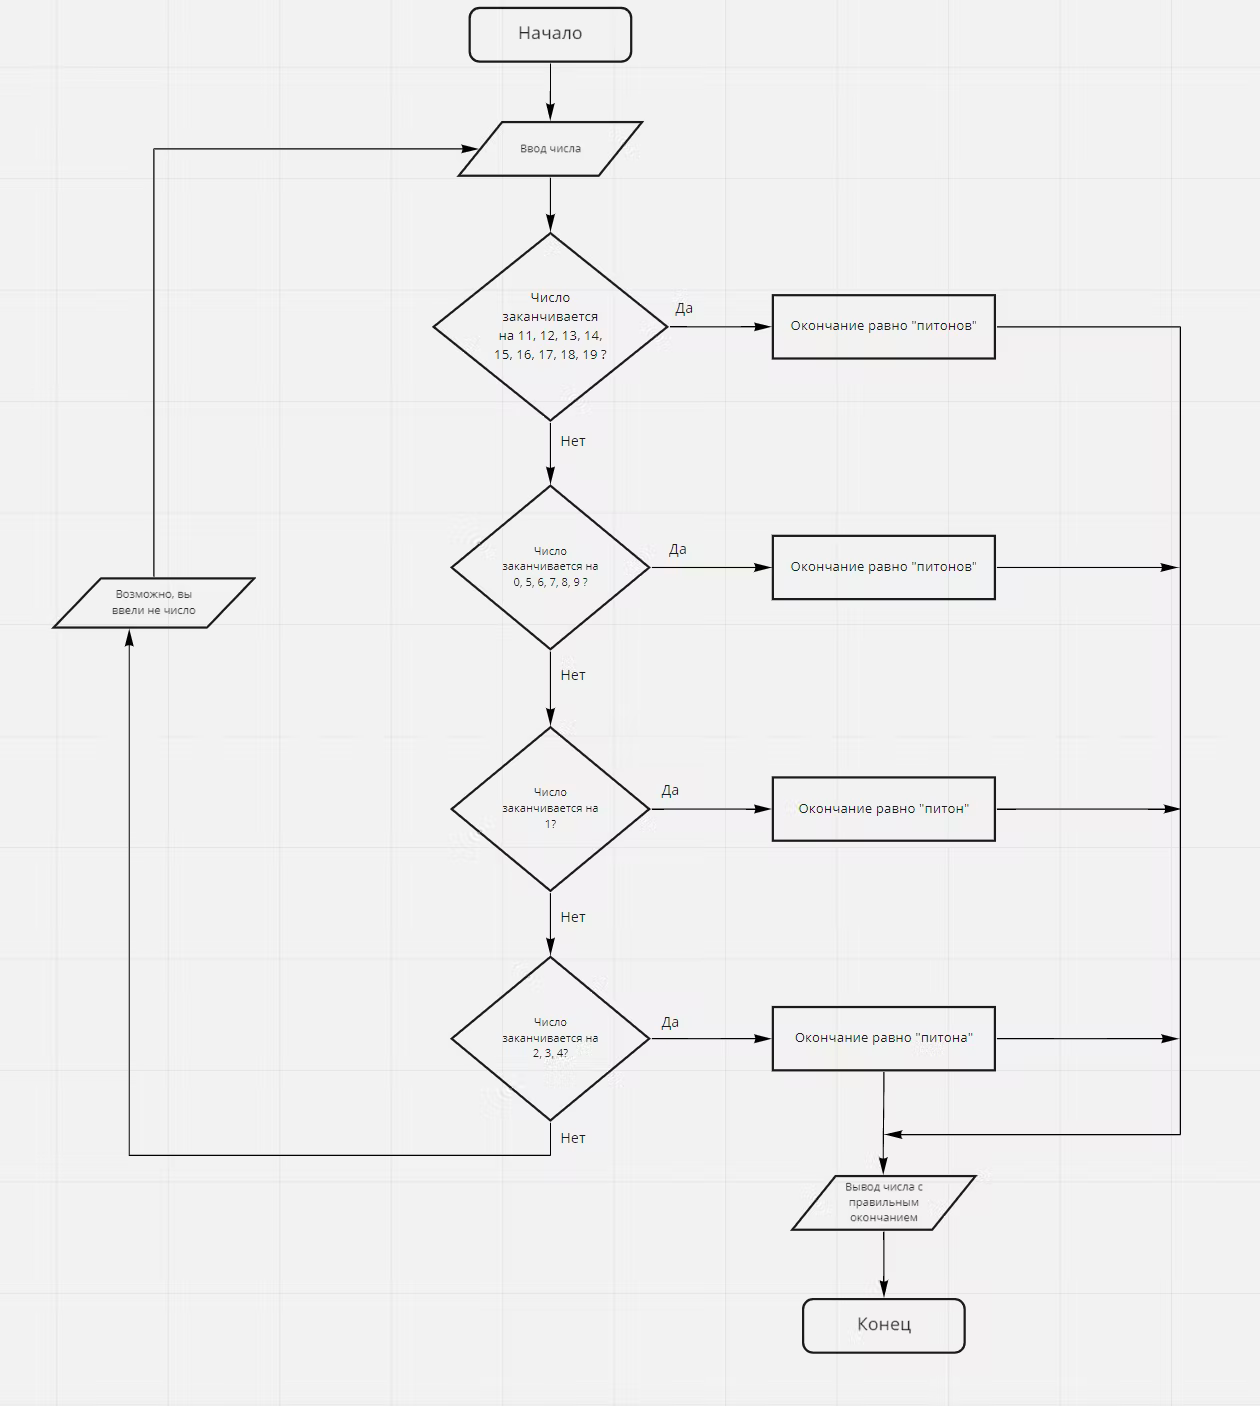 Начало
Ввод числа
Число
заканчивается
на 11, 12, 13, 14,
15, 16, 17, 18, 19 ?
Да
Окончание равно "питонов"
Нет
Число
заканчивается на
0, 5, 6, 7, 8, 9 ?
Да
Окончание равно "питонов"
Возможно, вы
ввели не число
Нет
Число
заканчивается на
1?
Да
Окончание равно "питон"
Нет
Число
заканчивается на
2, 3, 4?
Да
Окончание равно "питона"
Нет
Вывод числа с
правильным
окончанием
Конец